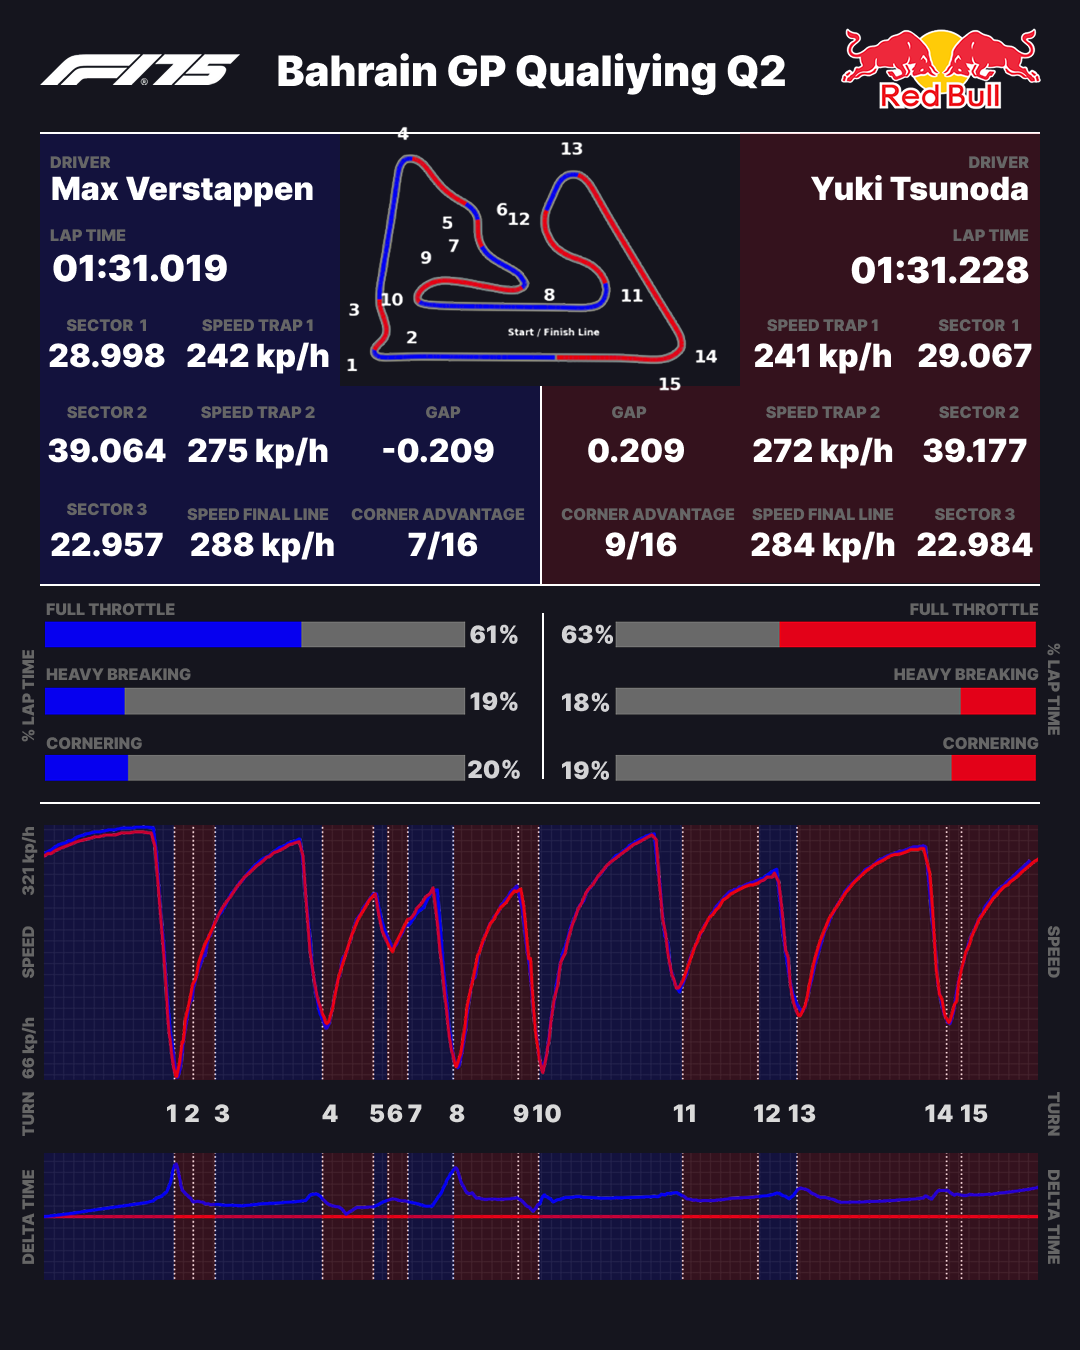 F1 75
Bahrain GP Qualiying Q2
Red Bull
DRIVER
Max Verstappen
LAP TIME
01:31.019
SECTOR 1
28.998
SPEED TRAP 1
242 kp/h
SECTOR 2
39.064
SPEED TRAP 2
275 kp/h
GAP
-0.209
SECTOR 3
22.957
SPEED FINAL LINE
288 kp/h
CORNER ADVANTAGE
7/16
4
13
6
12
5
7
9
10
8
11
3
2
Start / Finish Line
1
14
15
DRIVER
Yuki Tsunoda
LAP TIME
01:31.228
SPEED TRAP 1
241 kp/h
SECTOR 1
29.067
GAP
0.209
SPEED TRAP 2
272 kp/h
SECTOR 2
39.177
CORNER ADVANTAGE
9/16
SPEED FINAL LINE
284 kp/h
SECTOR 3
22.984
% LAP TIME
FULL THROTTLE
61%
HEAVY BREAKING
19%
CORNERING
20%
FULL THROTTLE
63%
HEAVY BREAKING
18%
CORNERING
19%
% LAP TIME
321 kp/h
SPEED
66 kp/h
SPEED
TURN
1 2 3 4 5 6 7 8 9 10 11 12 13 14 15
TURN
DELTA TIME
DELTA TIME